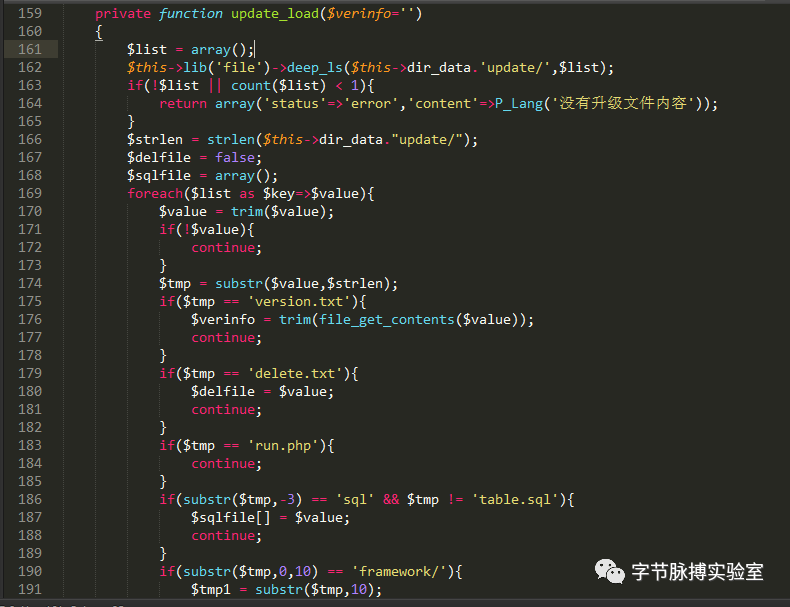 159 private function update_load($verinfo='')
160 {
161 $list = array();
162 $this->lib('file')->deep_ls($this->dir_data.'update/',$list);
163 if(!$list || count($list) < 1){
164 return array('status'=>'error','content'=>P_Lang('没有升级文件内容'));
165 }
166 $strlen = strlen($this->dir_data."update/");
167 $delfile = false;
168 $sqlfile = array();
169 foreach($list as $key=>$value){
170 $value = trim($value);
171 if(!$value){
172 continue;
173 }
174 $tmp = substr($value,$strlen);
175 if($tmp == 'version.txt'){
176 $verinfo = trim(file_get_contents($value));
177 continue;
178 }
179 if($tmp == 'delete.txt'){
180 $delfile = $value;
181 continue;
182 }
183 if($tmp == 'run.php'){
184 continue;
185 }
186 if(substr($tmp,-3) == 'sql' && $tmp != 'table.sql'){
187 $sqlfile[] = $value;
188 continue;
189 }
190 if(substr($tmp,0,10) == 'framework/'){
191 $tmp1 = substr($tmp,10);
字节脉搏实验室